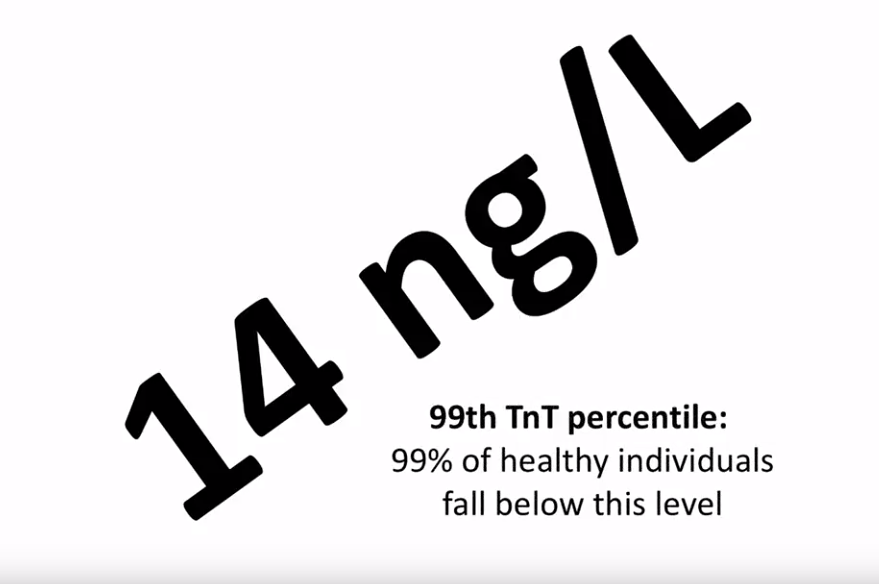 14 ng/L
99th TnT percentile:
99% of healthy individuals
fall below this level